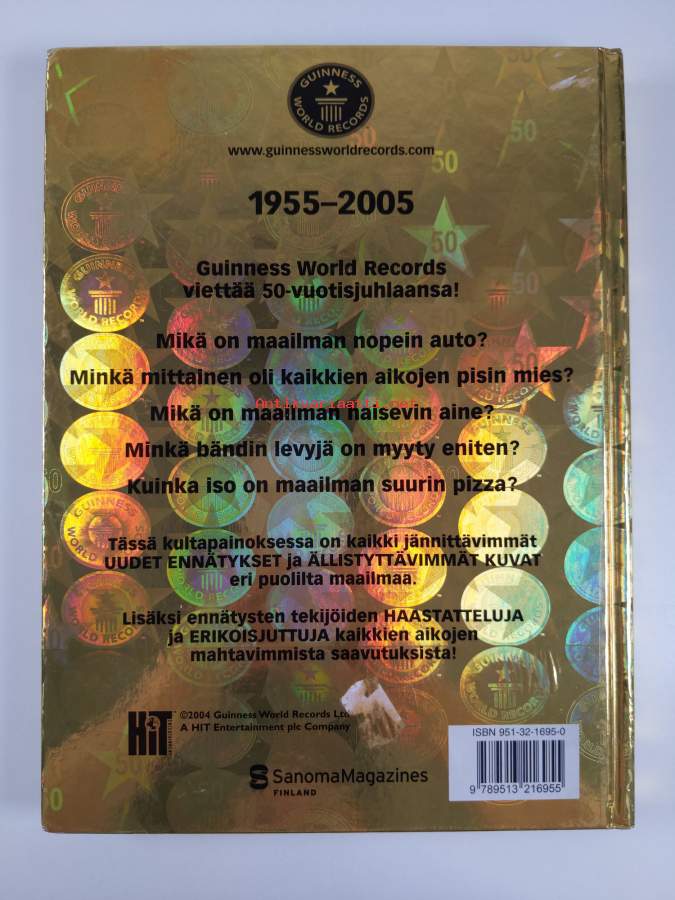 GUINNESS
WORLD RECORDS
www.guinnessworldrecords.com
1955–2005
Guinness World Records
viettää 50-vuotisjuhlaansa!
Mikä on maailman nopein auto?
Minkä mittainen oli kaikkien aikojen pisin mies?
Antikvariaatti.net
Mikä on maailman haisevin aine?
Minkä bändin levyjä on myyty eniten?
Kuinka iso on maailman suurin pizza?
Tässä kultapainoksessa on kaikki jännittävimmät
UUDET ENNÄTYKSET ja ÄLLISTYTTÄVIMMÄT KUVAT
eri puolilta maailmaa.
Lisäksi ennätysten tekijöiden HAASTATTELUJA
ja ERIKOISJUTTUJA kaikkien aikojen
mahtavimmista saavutuksista!
HiT
©2004 Guinness World Records Ltd
A HIT Entertainment plc Company
SanomaMagazines
FINLAND
ISBN 951-32-1695-0
9 789513 216955